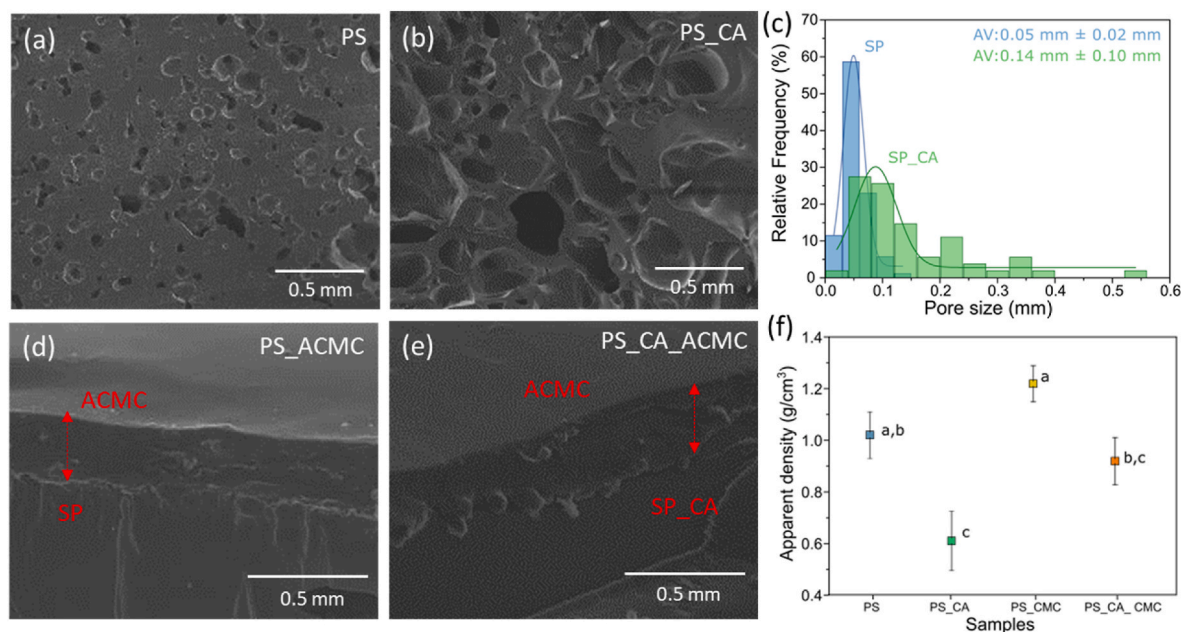 (a)
PS
0.5 mm
(b)
PS_CA
0.5 mm
(c)
AV:0.05 mm ± 0.02 mm
AV:0.14 mm ± 0.10 mm
SP
SP_CA
Relative Frequency (%)
70
60
50
40
30
20
10
0
0.0 0.1 0.2 0.3 0.4 0.5 0.6
Pore size (mm)
(d)
PS_ACMC
ACMC
SP
0.5 mm
(e)
PS_CA_ACMC
ACMC
SP_CA
0.5 mm
(f)
Apparent density (g/cm³)
1.4
1.2
1.0
0.8
0.6
0.4
a,b
c
a
b,c
PS PS_CA PS_CMC PS_CA_ CMC
Samples